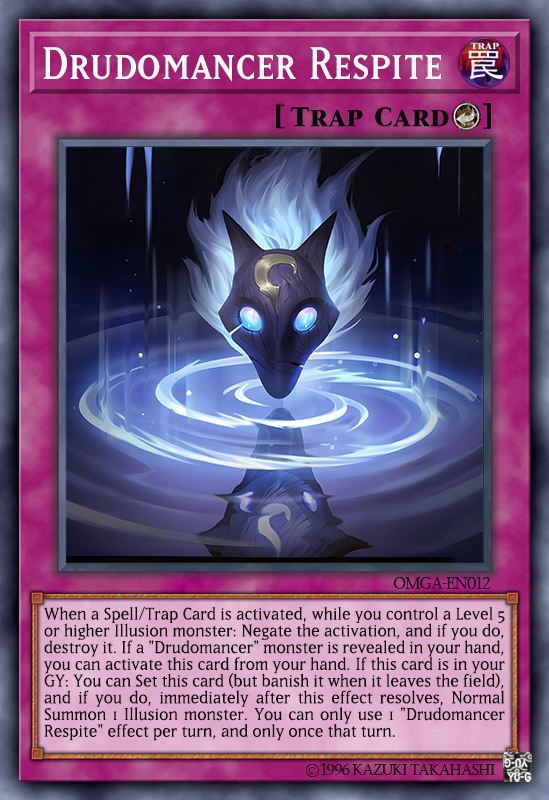 DRUDOMANCER RESPITE
TRAP
罠
[ TRAP CARD ]
OMGA-EN012
When a Spell/Trap Card is activated, while you control a Level 5
or higher Illusion monster: Negate the activation, and if you do,
destroy it. If a "Drudomancer" monster is revealed in your hand,
you can activate this card from your hand. If this card is in your
GY: You can Set this card (but banish it when it leaves the field),
and if you do, immediately after this effect resolves, Normal
Summon 1 Illusion monster. You can only use 1 "Drudomancer
Respite" effect per turn, and only once that turn.
©1996 KAZUKI TAKAHASHI